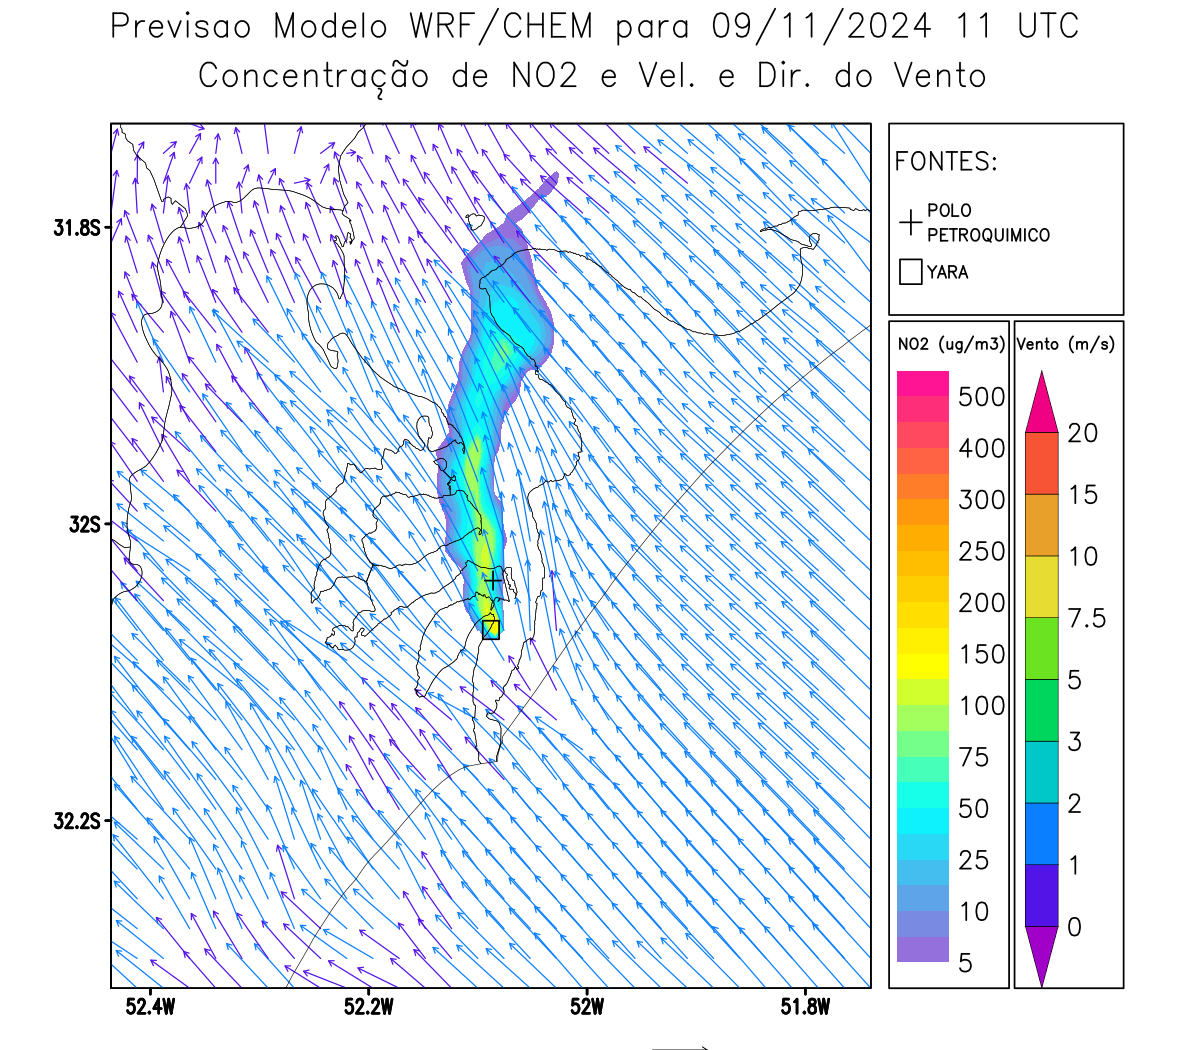 Previsao Modelo WRF/CHEM para 09/11/2024 11 UTC
Concentração de NO2 e Vel. e Dir. do Vento
FONTES:
POLO
PETROQUIMICO
YARA
NO2 (ug/m3)
500
400
300
250
200
150
100
75
50
25
10
5
Vento (m/s)
20
15
10
7.5
5
3
2
1
0
31.8S
32S
32.2S
52.4W
52.2W
52W
51.8W